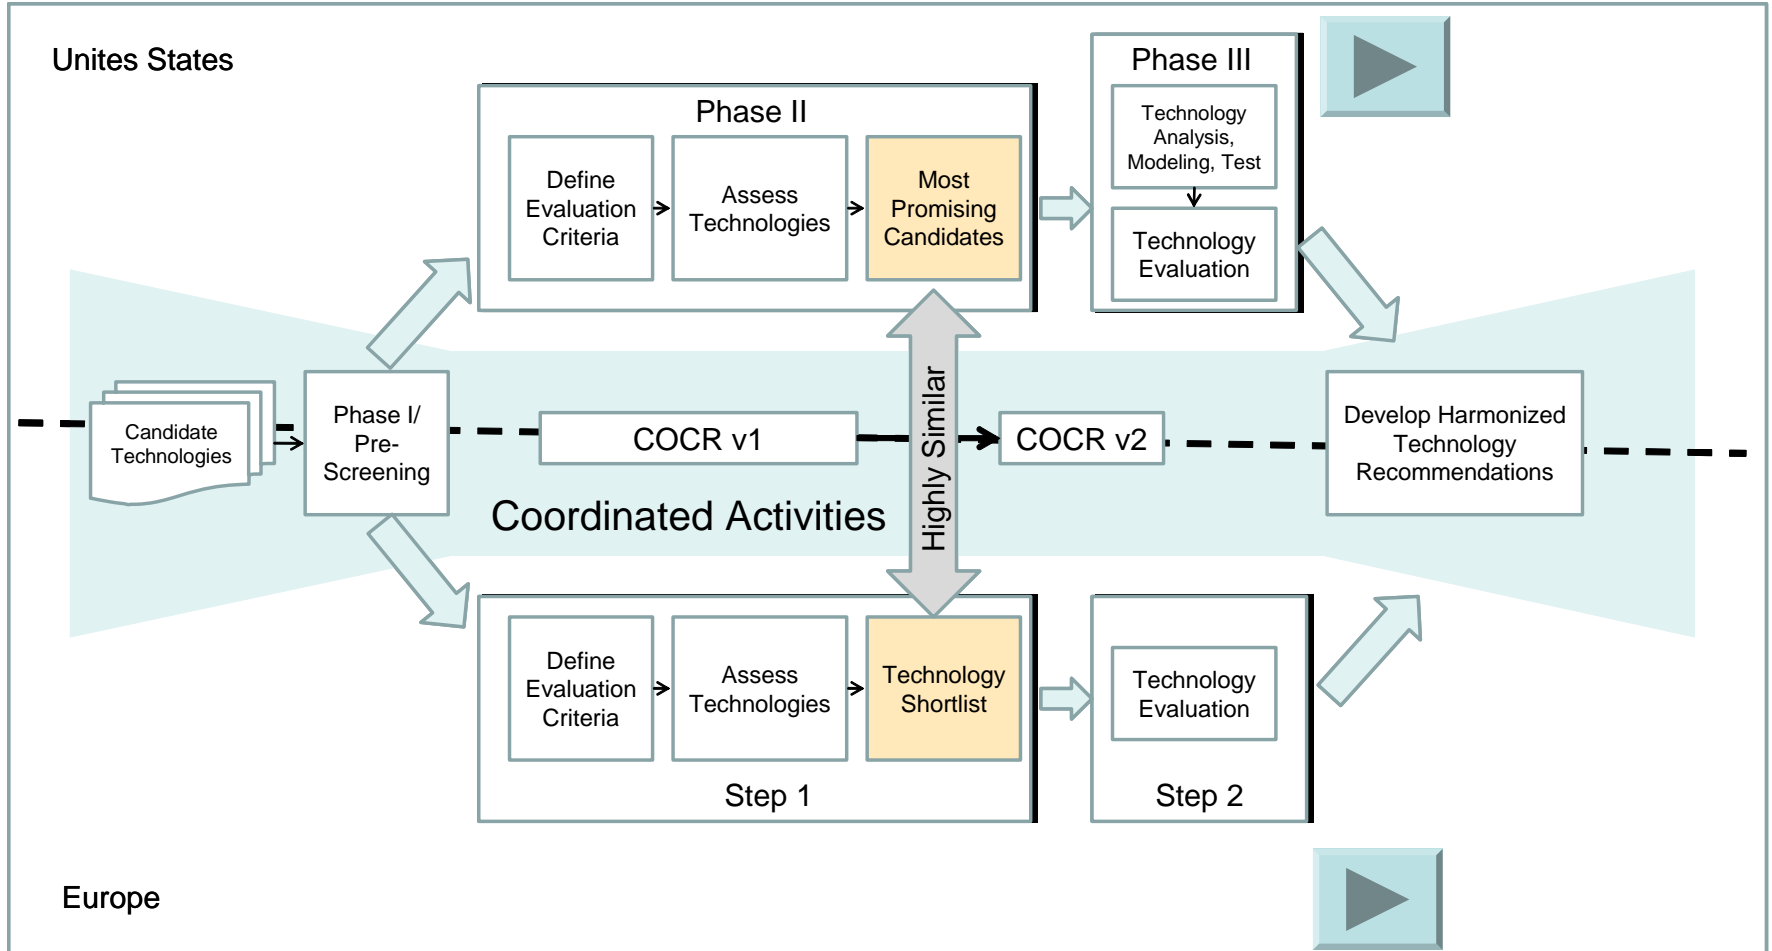 Unites States
Phase II
Define
Evaluation
Criteria
Assess
Technologies
Most
Promising
Candidates
Phase III
Technology
Analysis,
Modeling, Test
Technology
Evaluation
Candidate
Technologies
Phase I/
Pre-
Screening
COCR v1
COCR v2
Highly Similar
Coordinated Activities
Develop Harmonized
Technology
Recommendations
Define
Evaluation
Criteria
Assess
Technologies
Technology
Shortlist
Step 1
Technology
Evaluation
Step 2
Europe